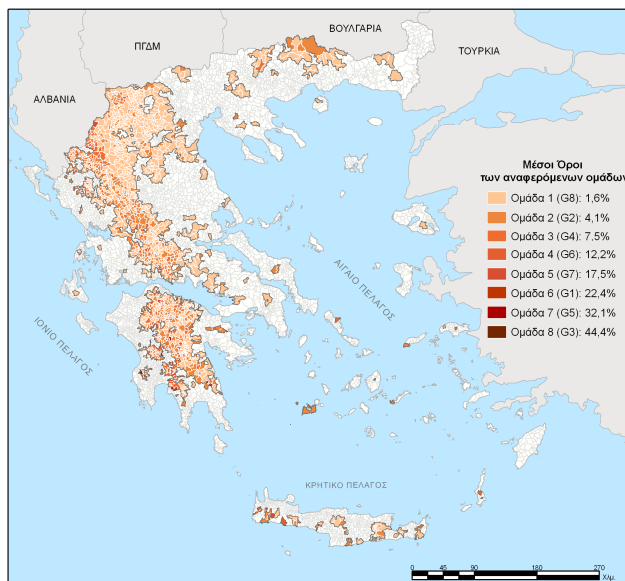 ΒΟΥΛΓΑΡΙΑ
ΠΓΔΜ
ΤΟΥΡΚΙΑ
ΑΛΒΑΝΙΑ
Μέσοι Όροι
των αναφερόμενων ομάδων
Ομάδα 1 (G8): 1,6%
Ομάδα 2 (G2): 4,1%
Ομάδα 3 (G4): 7,5%
Ομάδα 4 (G6): 12,2%
Ομάδα 5 (G7): 17,5%
Ομάδα 6 (G1): 22,4%
Ομάδα 7 (G5): 32,1%
Ομάδα 8 (G3): 44,4%
ΑΙΓΑΙΟ ΠΕΛΑΓΟΣ
ΙΟΝΙΟ ΠΕΛΑΓΟΣ
ΚΡΗΤΙΚΟ ΠΕΛΑΓΟΣ
0 45 90 180 270
Χλμ.